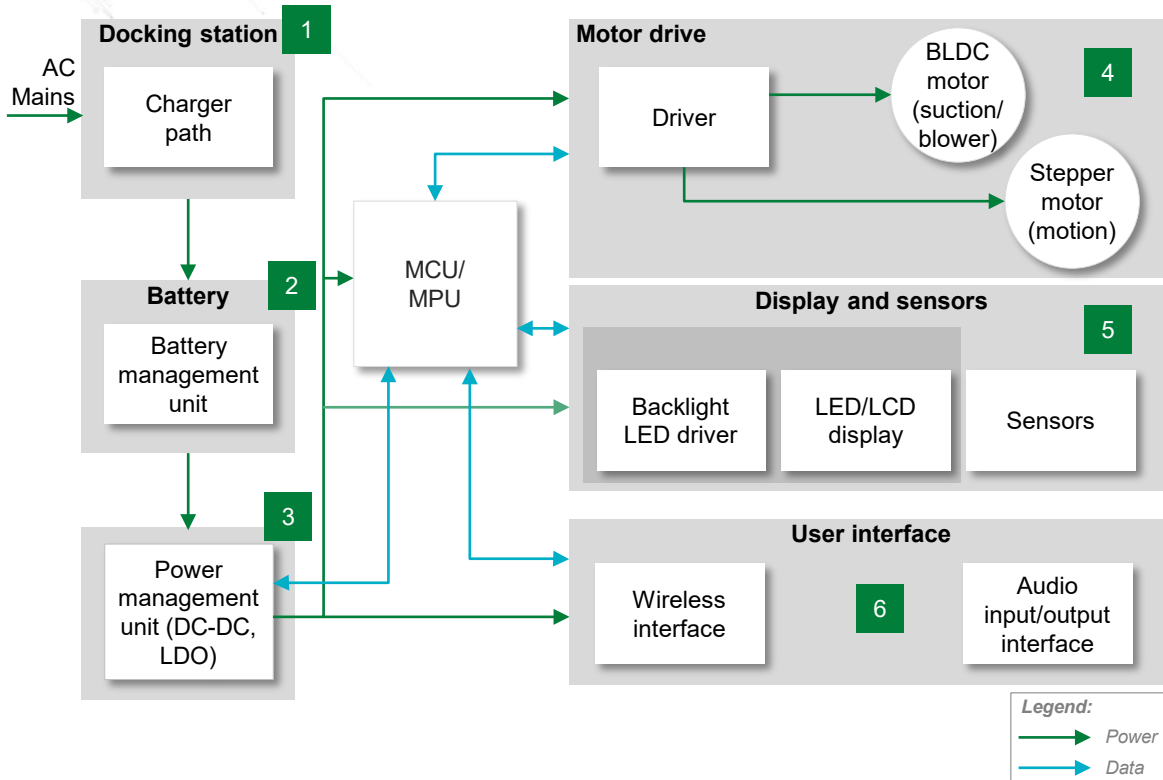 Docking station
1
AC
Mains
Charger
path
Battery
2
Battery
management
unit
3
Power
management
unit (DC-DC,
LDO)
MCU/
MPU
Motor drive
4
Driver
BLDC
motor
(suction/
blower)
Stepper
motor
(motion)
Display and sensors
5
Backlight
LED driver
LED/LCD
display
Sensors
User interface
6
Wireless
interface
Audio
input/output
interface
Legend:
Power
Data